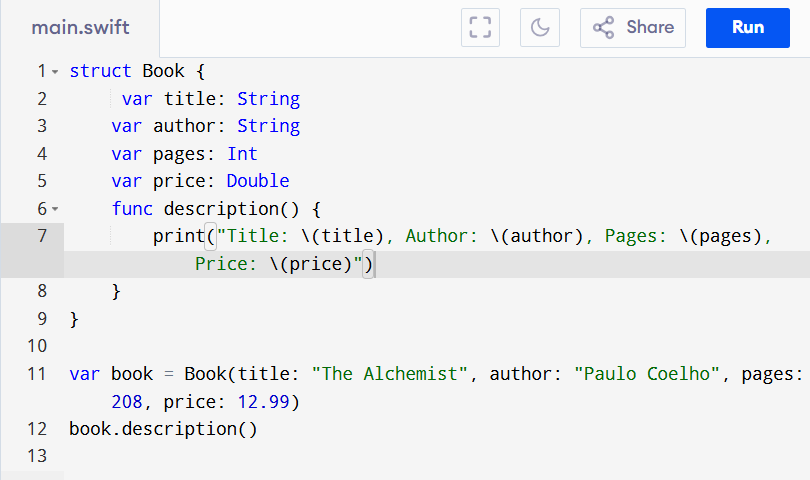 main.swift Share Run
1 struct Book {
2 var title: String
3 var author: String
4 var pages: Int
5 var price: Double
6 func description() {
7 print("Title: \(title), Author: \(author), Pages: \(pages),
Price: \(price)")
8 }
9 }
10
11 var book = Book(title: "The Alchemist", author: "Paulo Coelho", pages:
208, price: 12.99)
12 book.description()
13